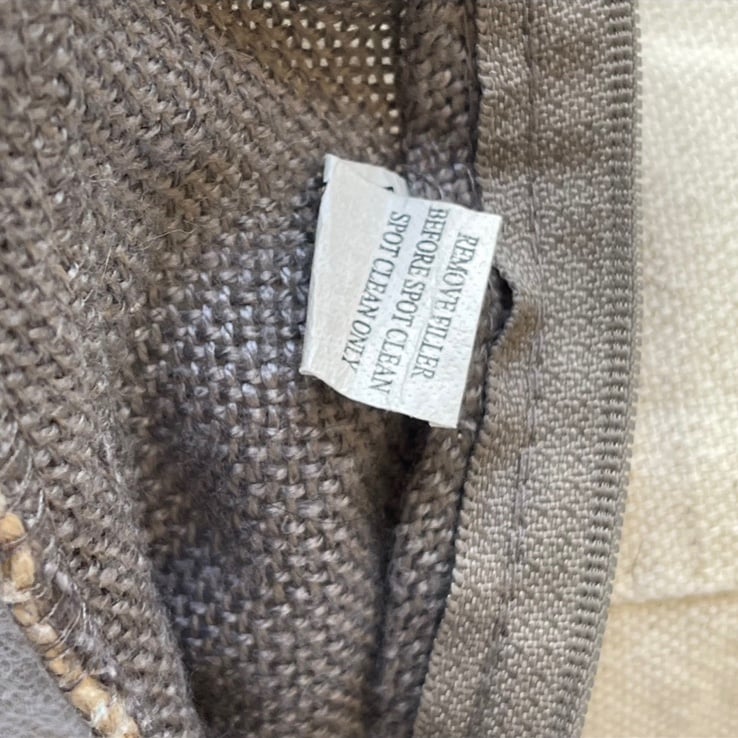 REMOVE FILLER
BEFORE SPOT CLEAN
SPOT CLEAN ONLY